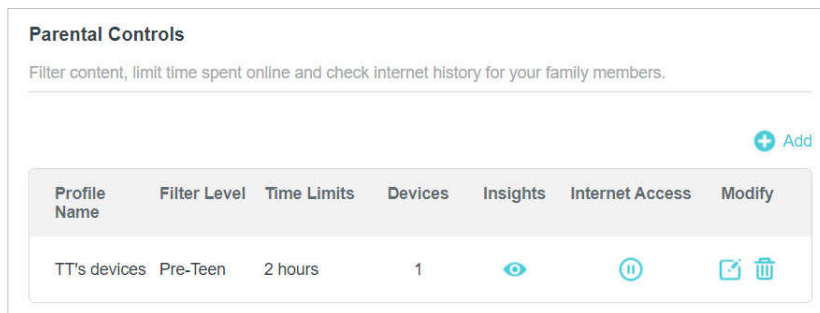 Parental Controls
Filter content, limit time spent online and check internet history for your family members.
Add
Profile Name Filter Level Time Limits Devices Insights Internet Access Modify
TT's devices Pre-Teen 2 hours 1